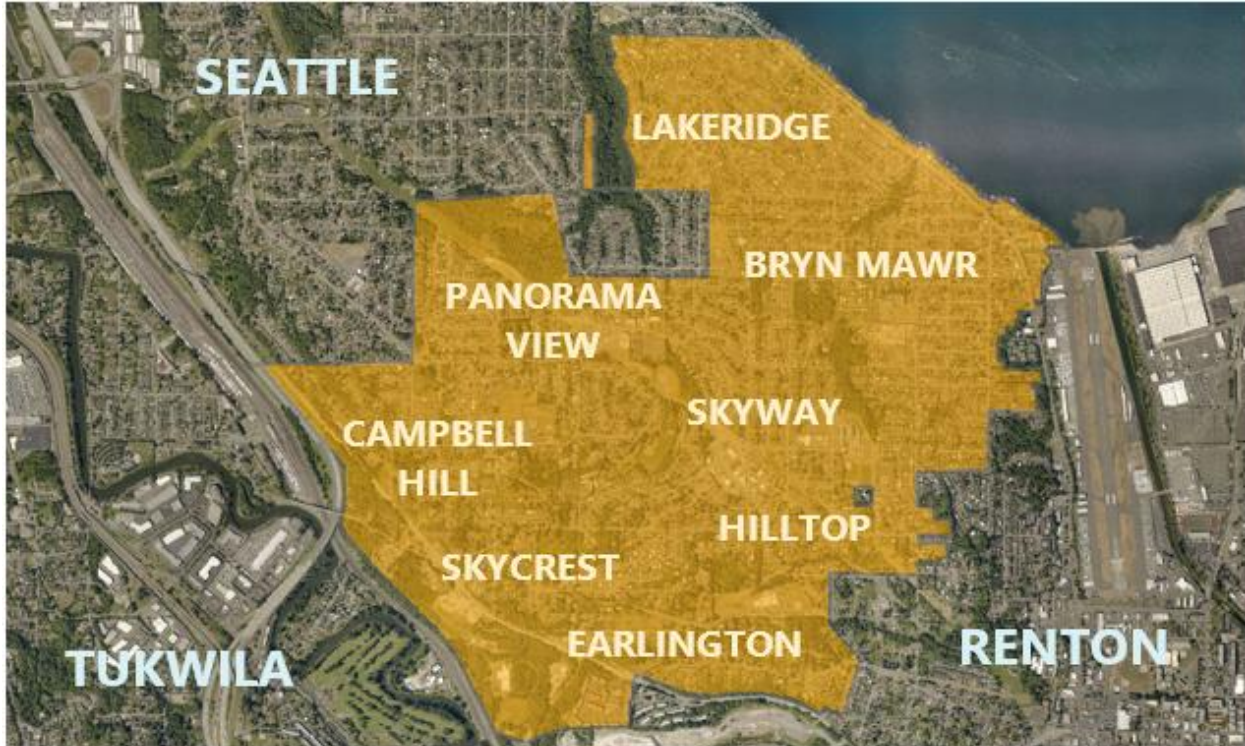 SEATTLE
LAKERIDGE
BRYN MAWR
PANORAMA
VIEW
SKYWAY
CAMPBELL
HILL
HILLTOP
SKYCREST
EARLINGTON
RENTON
TUKWILA